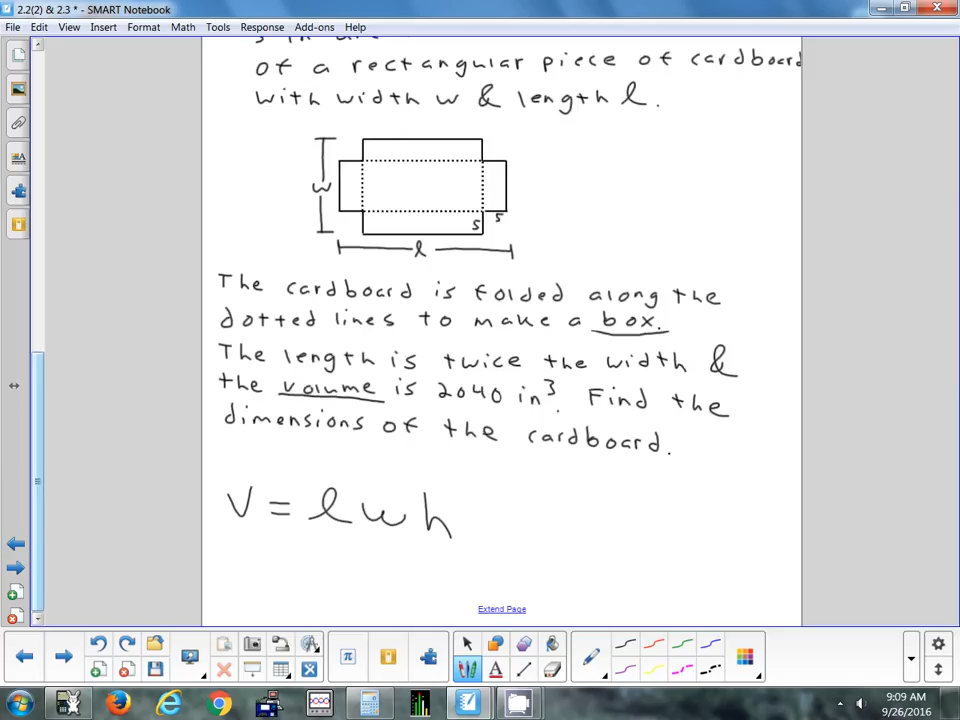 2.2(2) & 2.3 * - SMART Notebook
File Edit View Insert Format Math Tools Response Add-ons Help
of a rectangular piece of cardboard
with width w & length l.
w
5
5
l
The cardboard is folded along the
dotted lines to make a box.
The length is twice the width &
the volume is 2040 in³. Find the
dimensions of the cardboard.
V = l w h
Extend Page
π
A
9:09 AM
9/26/2016